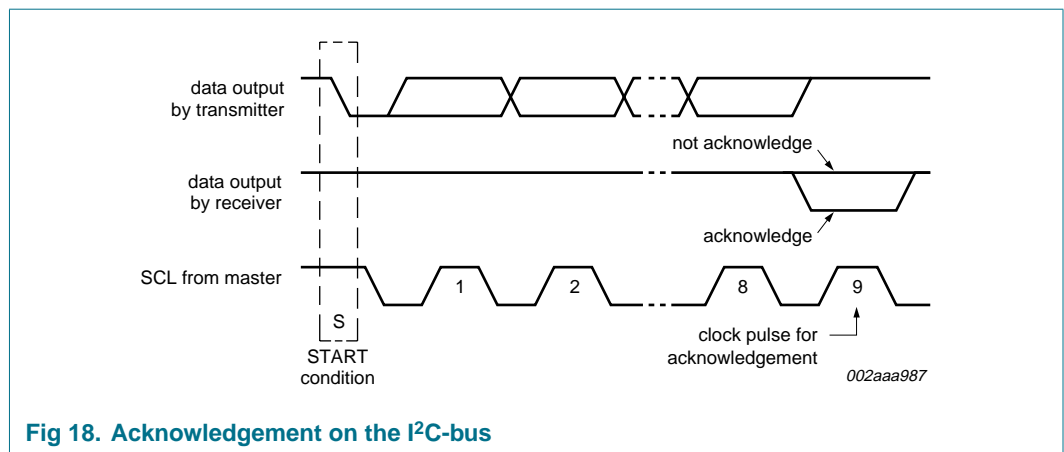 data output
by transmitter
not acknowledge
data output
by receiver
acknowledge
SCL from master
1
2
8
9
S
START
condition
clock pulse for
acknowledgement
002aaa987
Fig 18. Acknowledgement on the I²C-bus